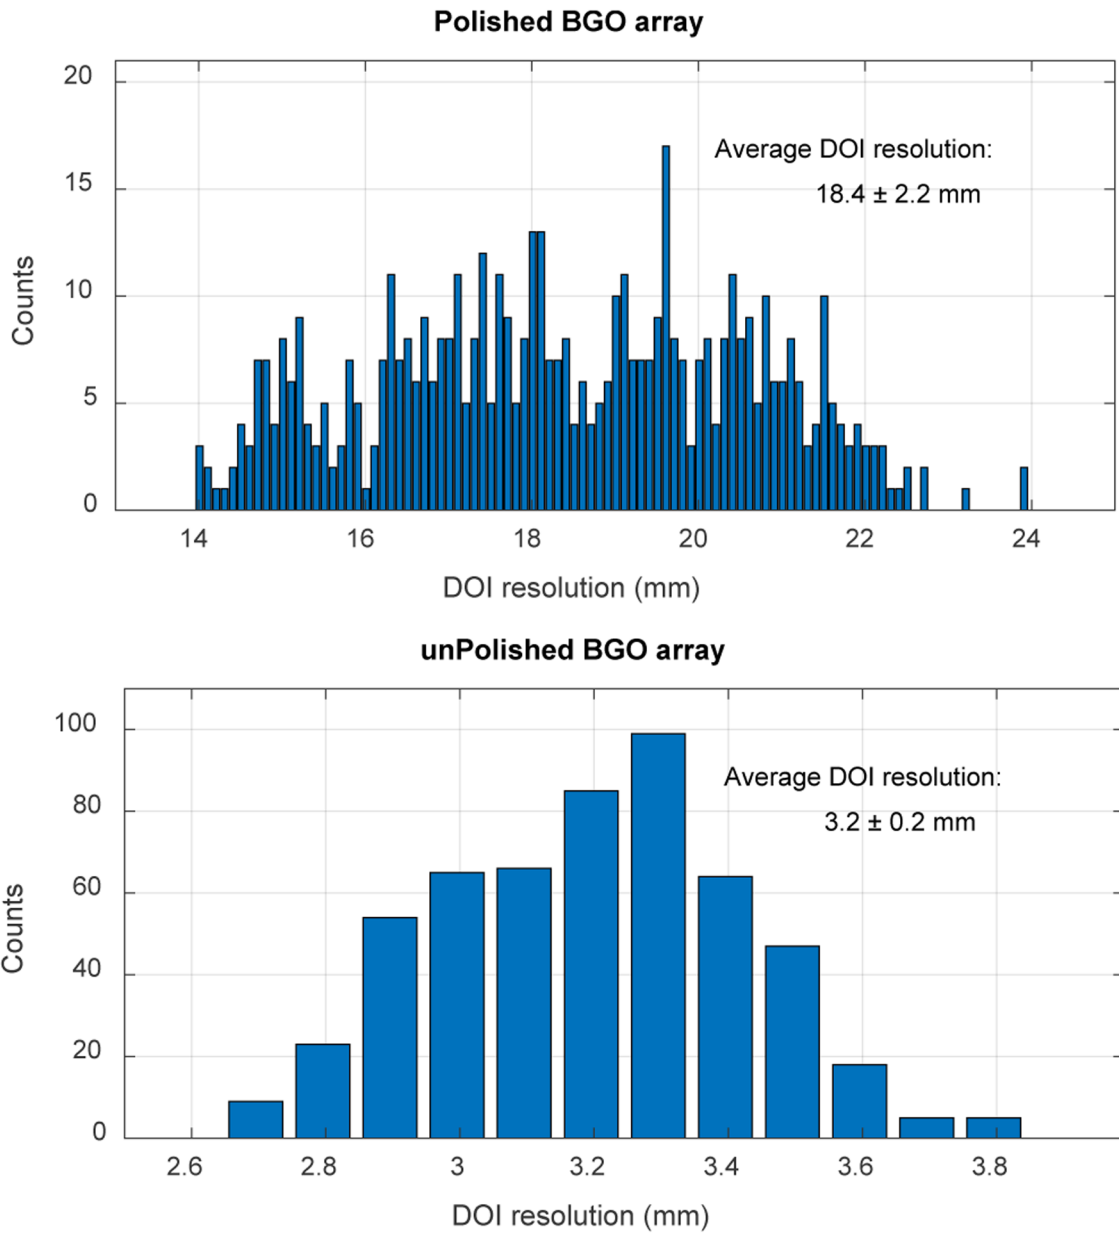 Polished BGO array
20
15
10
5
0
Counts
Average DOI resolution:
18.4 ± 2.2 mm
14 16 18 20 22 24
DOI resolution (mm)
unPolished BGO array
100
80
60
40
20
0
Counts
Average DOI resolution:
3.2 ± 0.2 mm
2.6 2.8 3 3.2 3.4 3.6 3.8
DOI resolution (mm)